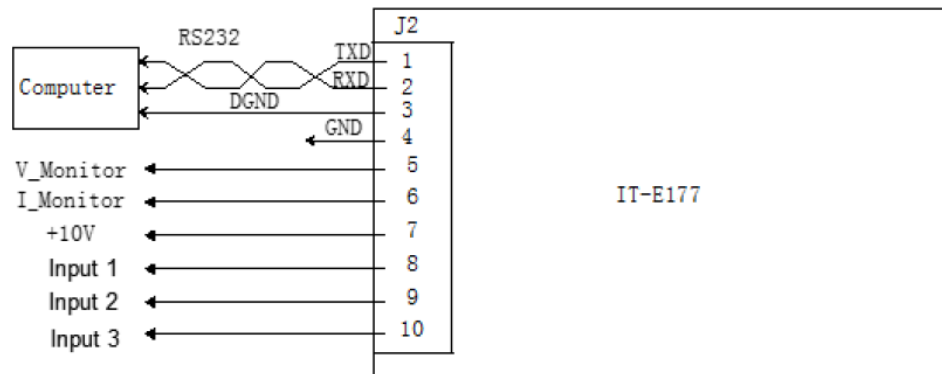 J2
RS232
TXD 1
Computer
RXD 2
DGND 3
GND 4
V_Monitor 5
I_Monitor 6
IT-E177
+10V 7
Input 1 8
Input 2 9
Input 3 10